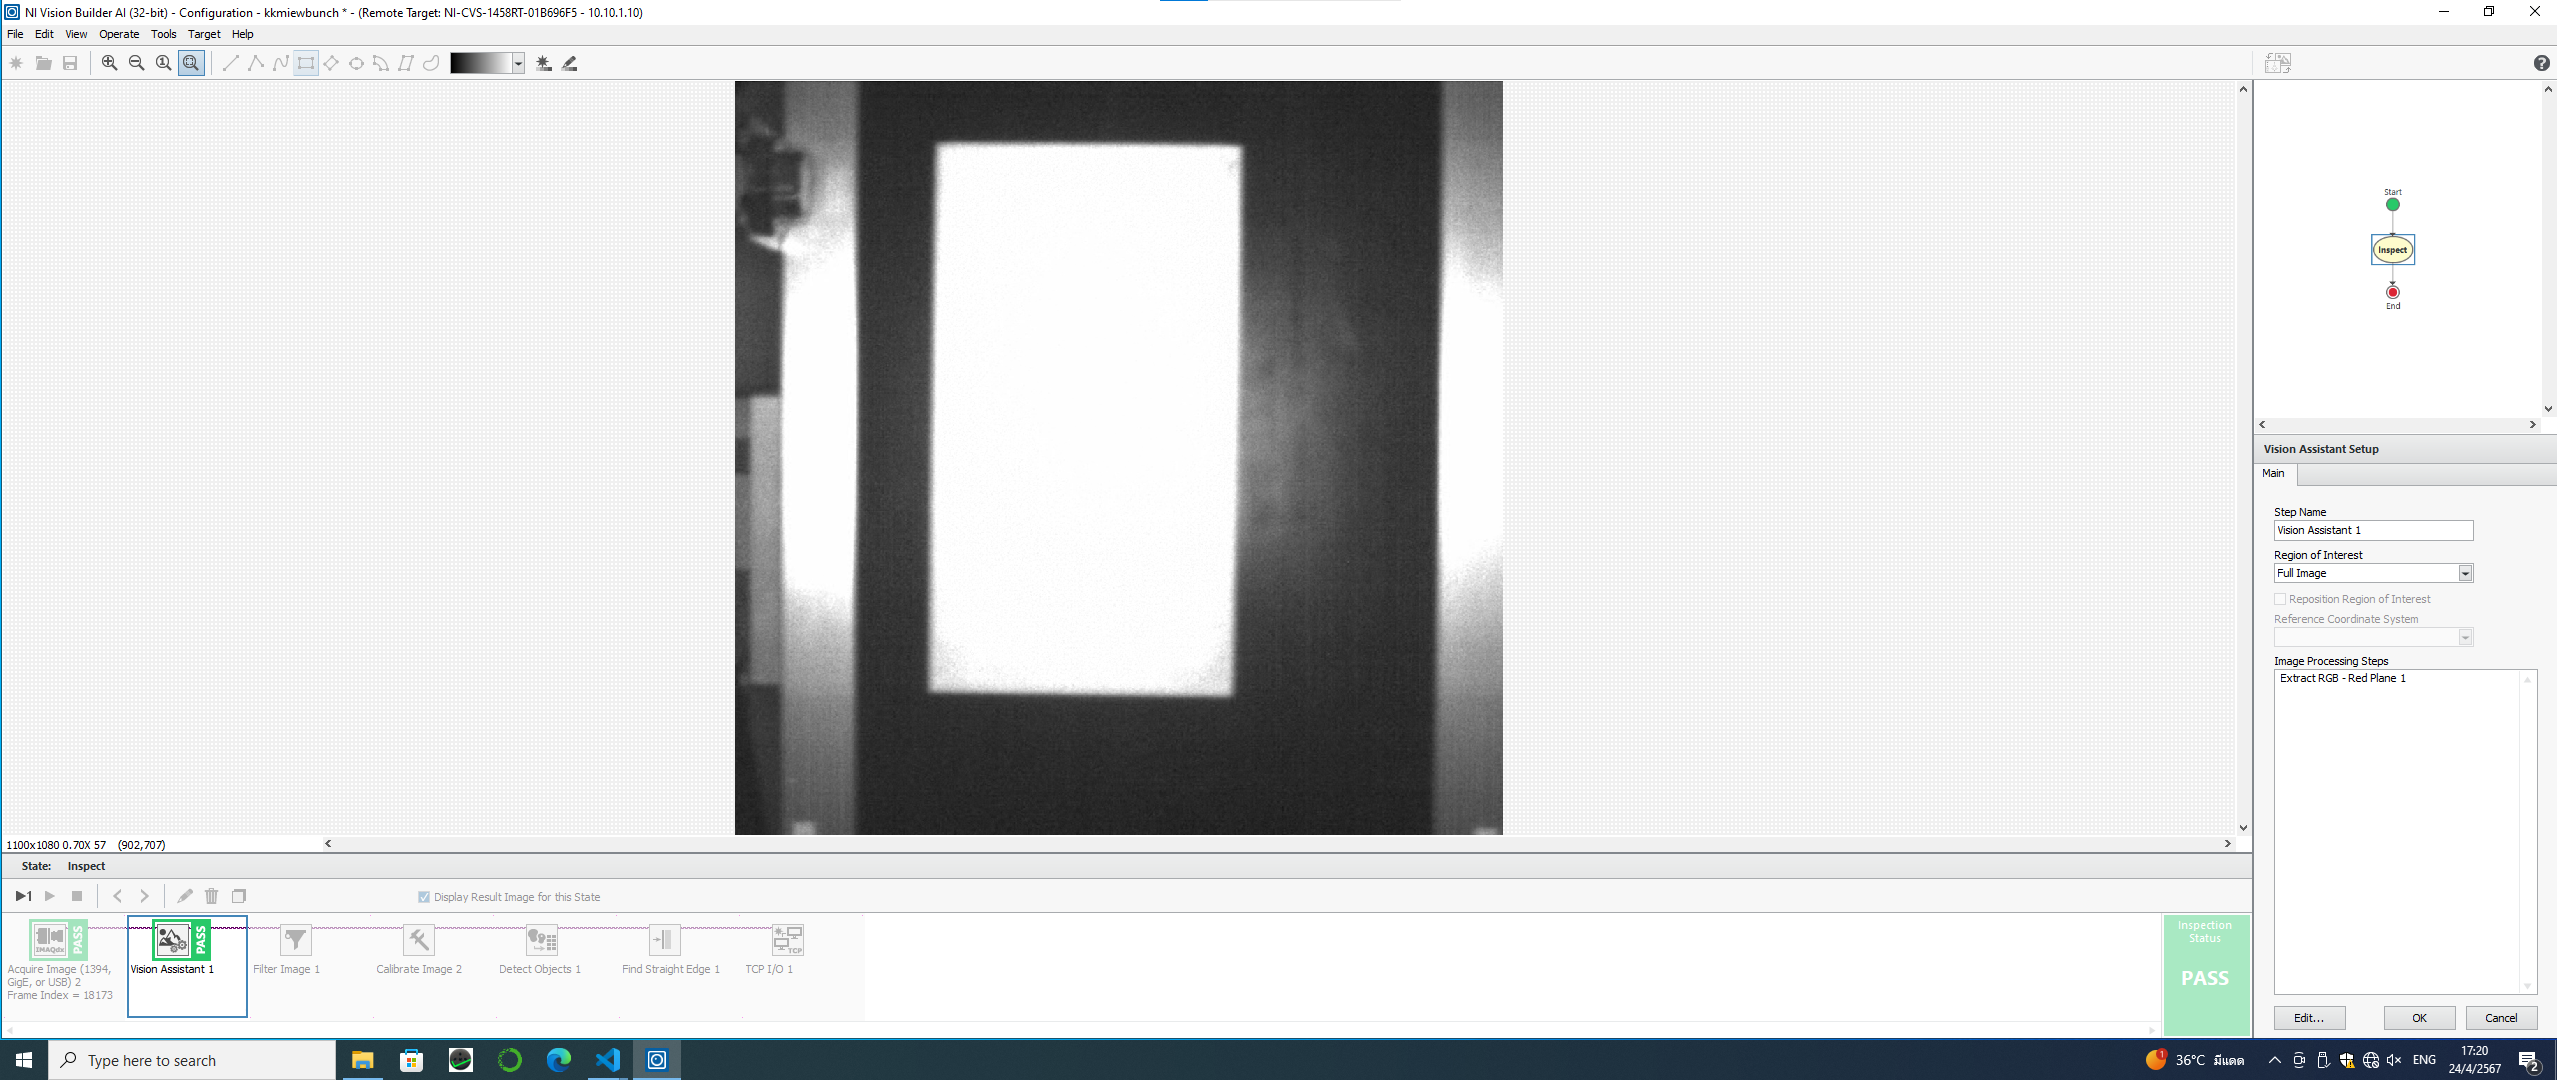 NI Vision Builder AI (32-bit) - Configuration - kkmiewbunch * - (Remote Target: NI-CVS-1458RT-01B696F5 - 10.10.1.10)
File Edit View Operate Tools Target Help
Start
Inspect
End
Vision Assistant Setup
Main
Step Name
Vision Assistant 1
Region of Interest
Full Image
Reposition Region of Interest
Reference Coordinate System
Image Processing Steps
Extract RGB - Red Plane 1
Edit... OK Cancel
1100x1080 0.70X 57 (902,707)
State: Inspect
Display Result Image for this State
IMAQdx PASS
Acquire Image (1394,
GigE, or USB) 2
Frame Index = 18173
PASS
Vision Assistant 1
Filter Image 1
Calibrate Image 2
Detect Objects 1
Find Straight Edge 1
TCP
TCP I/O 1
Inspection
Status
PASS
Type here to search
1
36°C มีแดด
ENG
17:20
24/4/2567
2